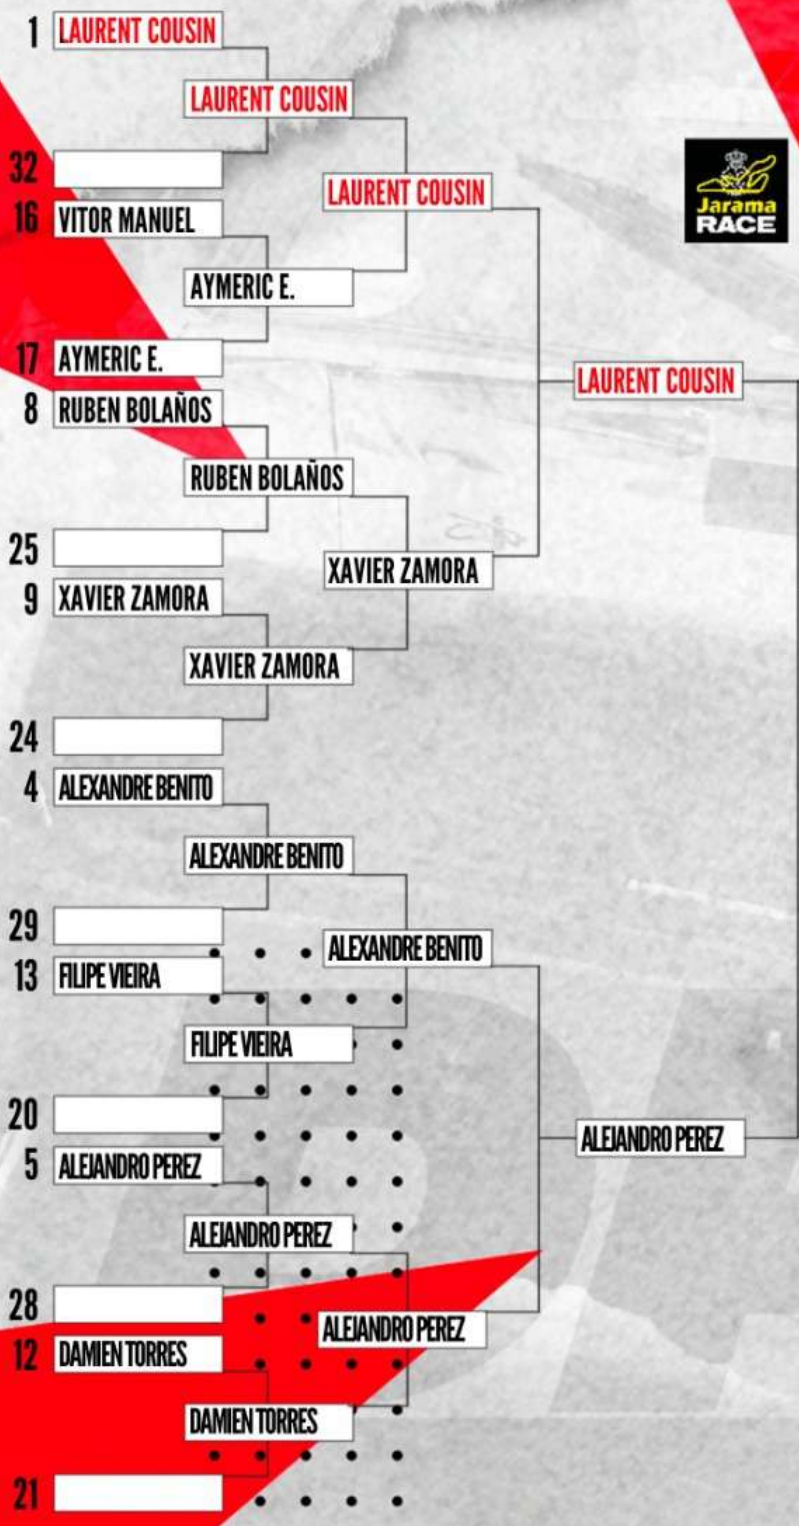 1 LAURENT COUSIN
LAURENT COUSIN
32
LAURENT COUSIN
16 VITOR MANUEL
Jarama
RACE
AYMERIC E.
17 AYMERIC E.
LAURENT COUSIN
8 RUBEN BOLAÑOS
RUBEN BOLAÑOS
25
XAVIER ZAMORA
9 XAVIER ZAMORA
XAVIER ZAMORA
24
4 ALEXANDRE BENITO
ALEXANDRE BENITO
29
ALEXANDRE BENITO
13 FILIPE VIEIRA
FILIPE VIEIRA
20
ALEJANDRO PEREZ
5 ALEJANDRO PEREZ
ALEJANDRO PEREZ
28
ALEJANDRO PEREZ
12 DAMIEN TORRES
DAMIEN TORRES
21